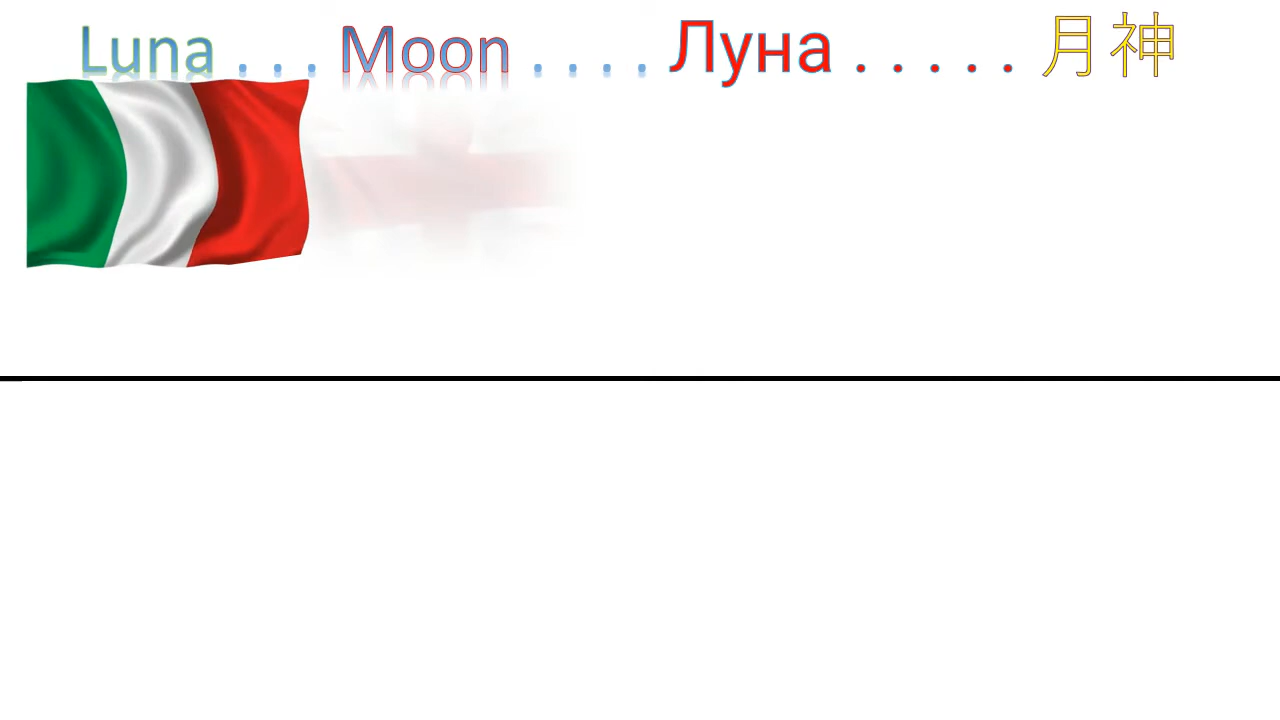 Luna . . . Moon . . . . Луна . . . . . 月神